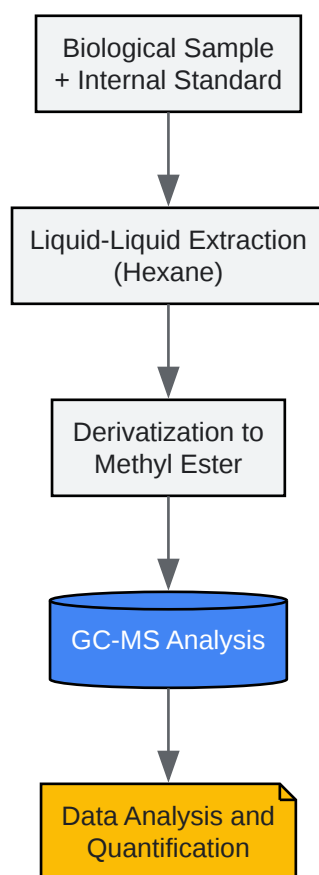 Biological Sample
+ Internal Standard
Liquid-Liquid Extraction
(Hexane)
Derivatization to
Methyl Ester
GC-MS Analysis
Data Analysis and
Quantification